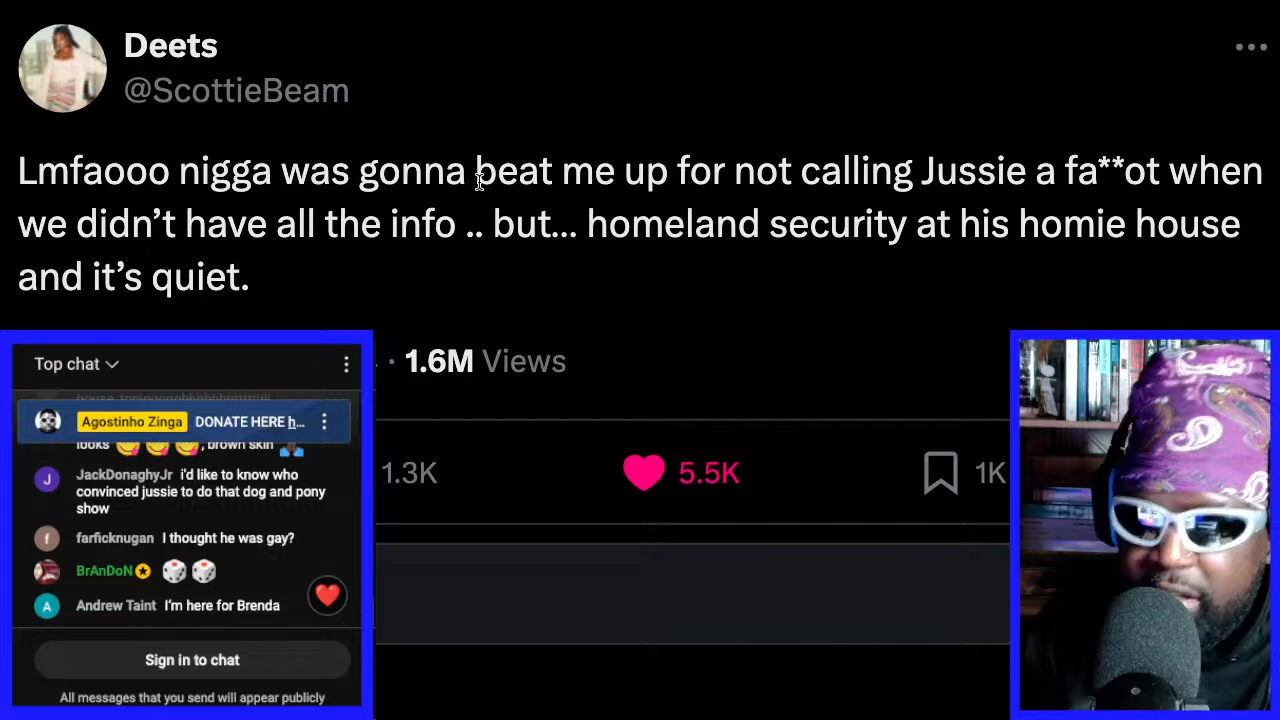 Deets
@ScottieBeam
Lmfaooo nigga was gonna beat me up for not calling Jussie a fa**ot when
we didn’t have all the info .. but... homeland security at his homie house
and it’s quiet.
· 1.6M Views
1.3K
5.5K
1K
Top chat
Agostinho Zinga DONATE HERE h...
looks 😋 😋 😋, brown skin
J JackDonaghyJr i'd like to know who
convinced jussie to do that dog and pony
show
f farficknugan I thought he was gay?
BrAnDoN 🎲 🎲
A Andrew Taint I'm here for Brenda
Sign in to chat
All messages that you send will appear publicly